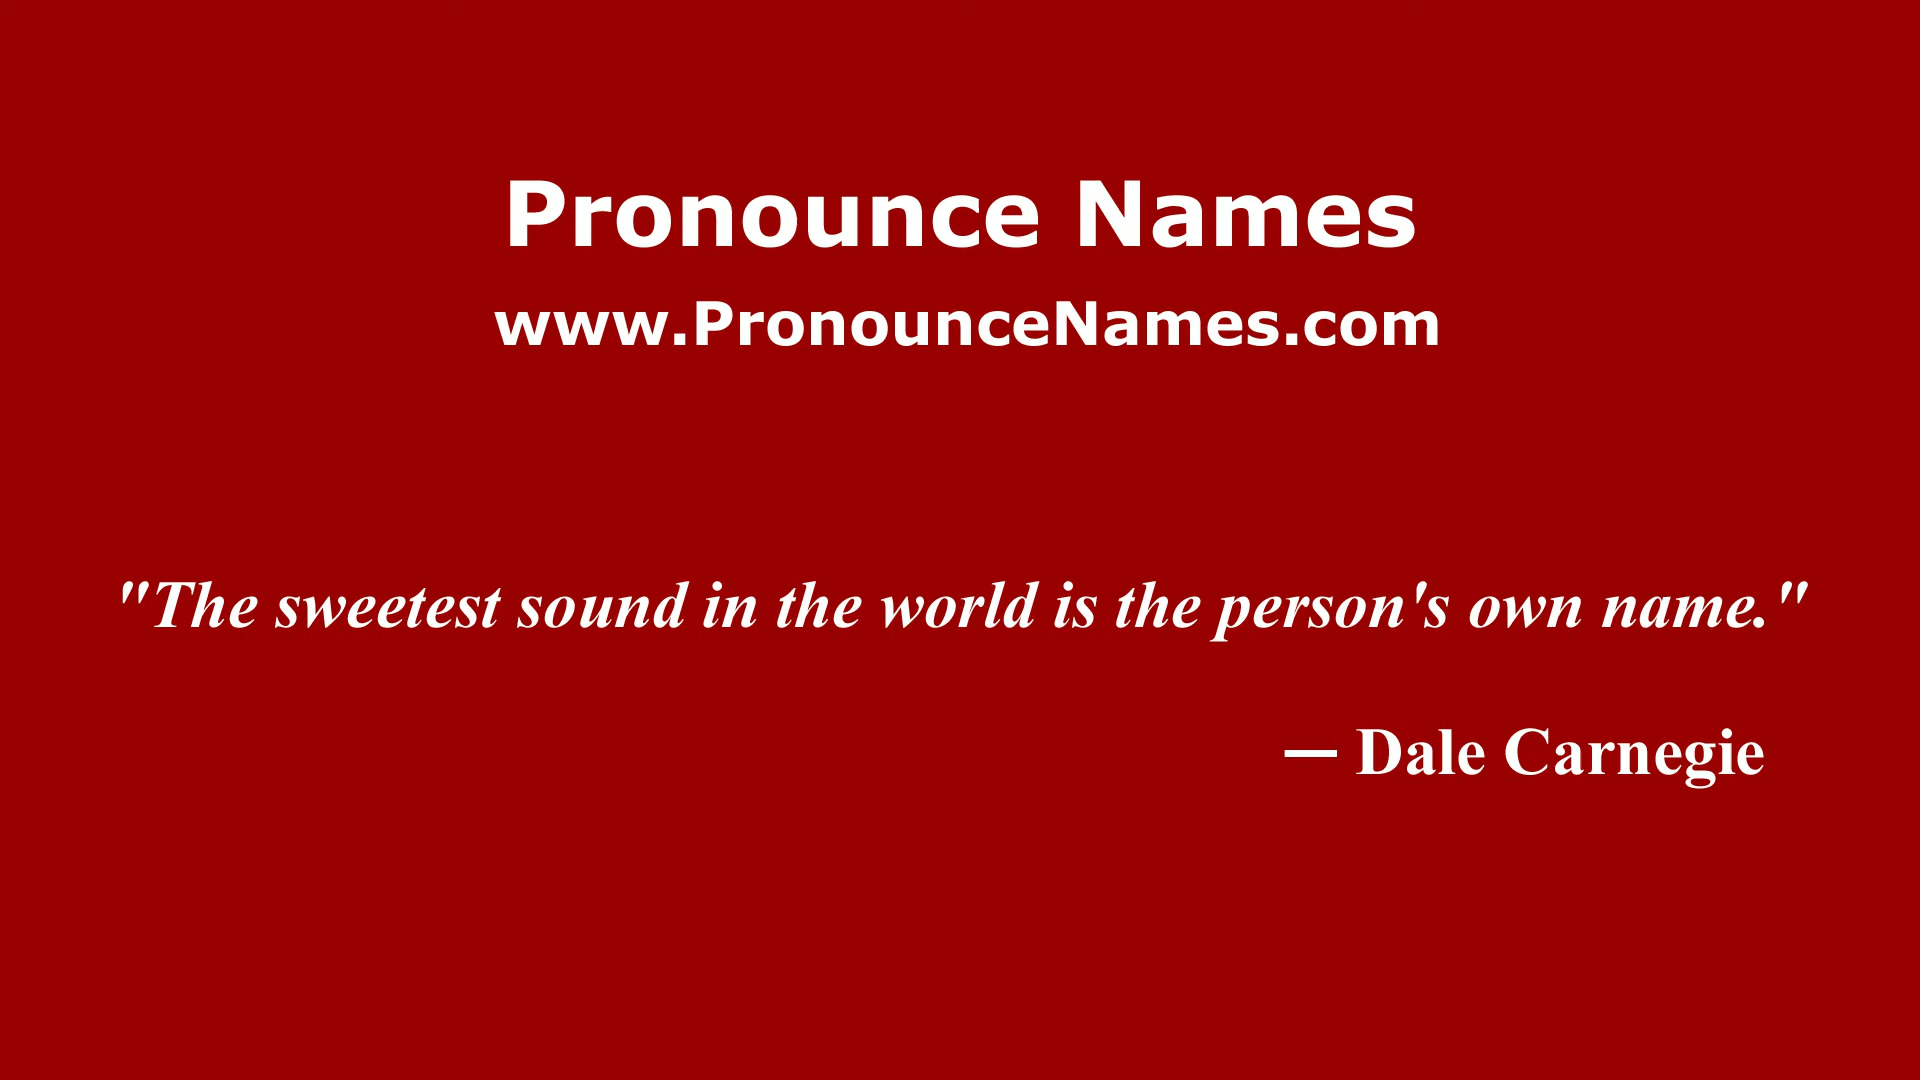 Pronounce Names
www.PronounceNames.com
"The sweetest sound in the world is the person's own name."
— Dale Carnegie